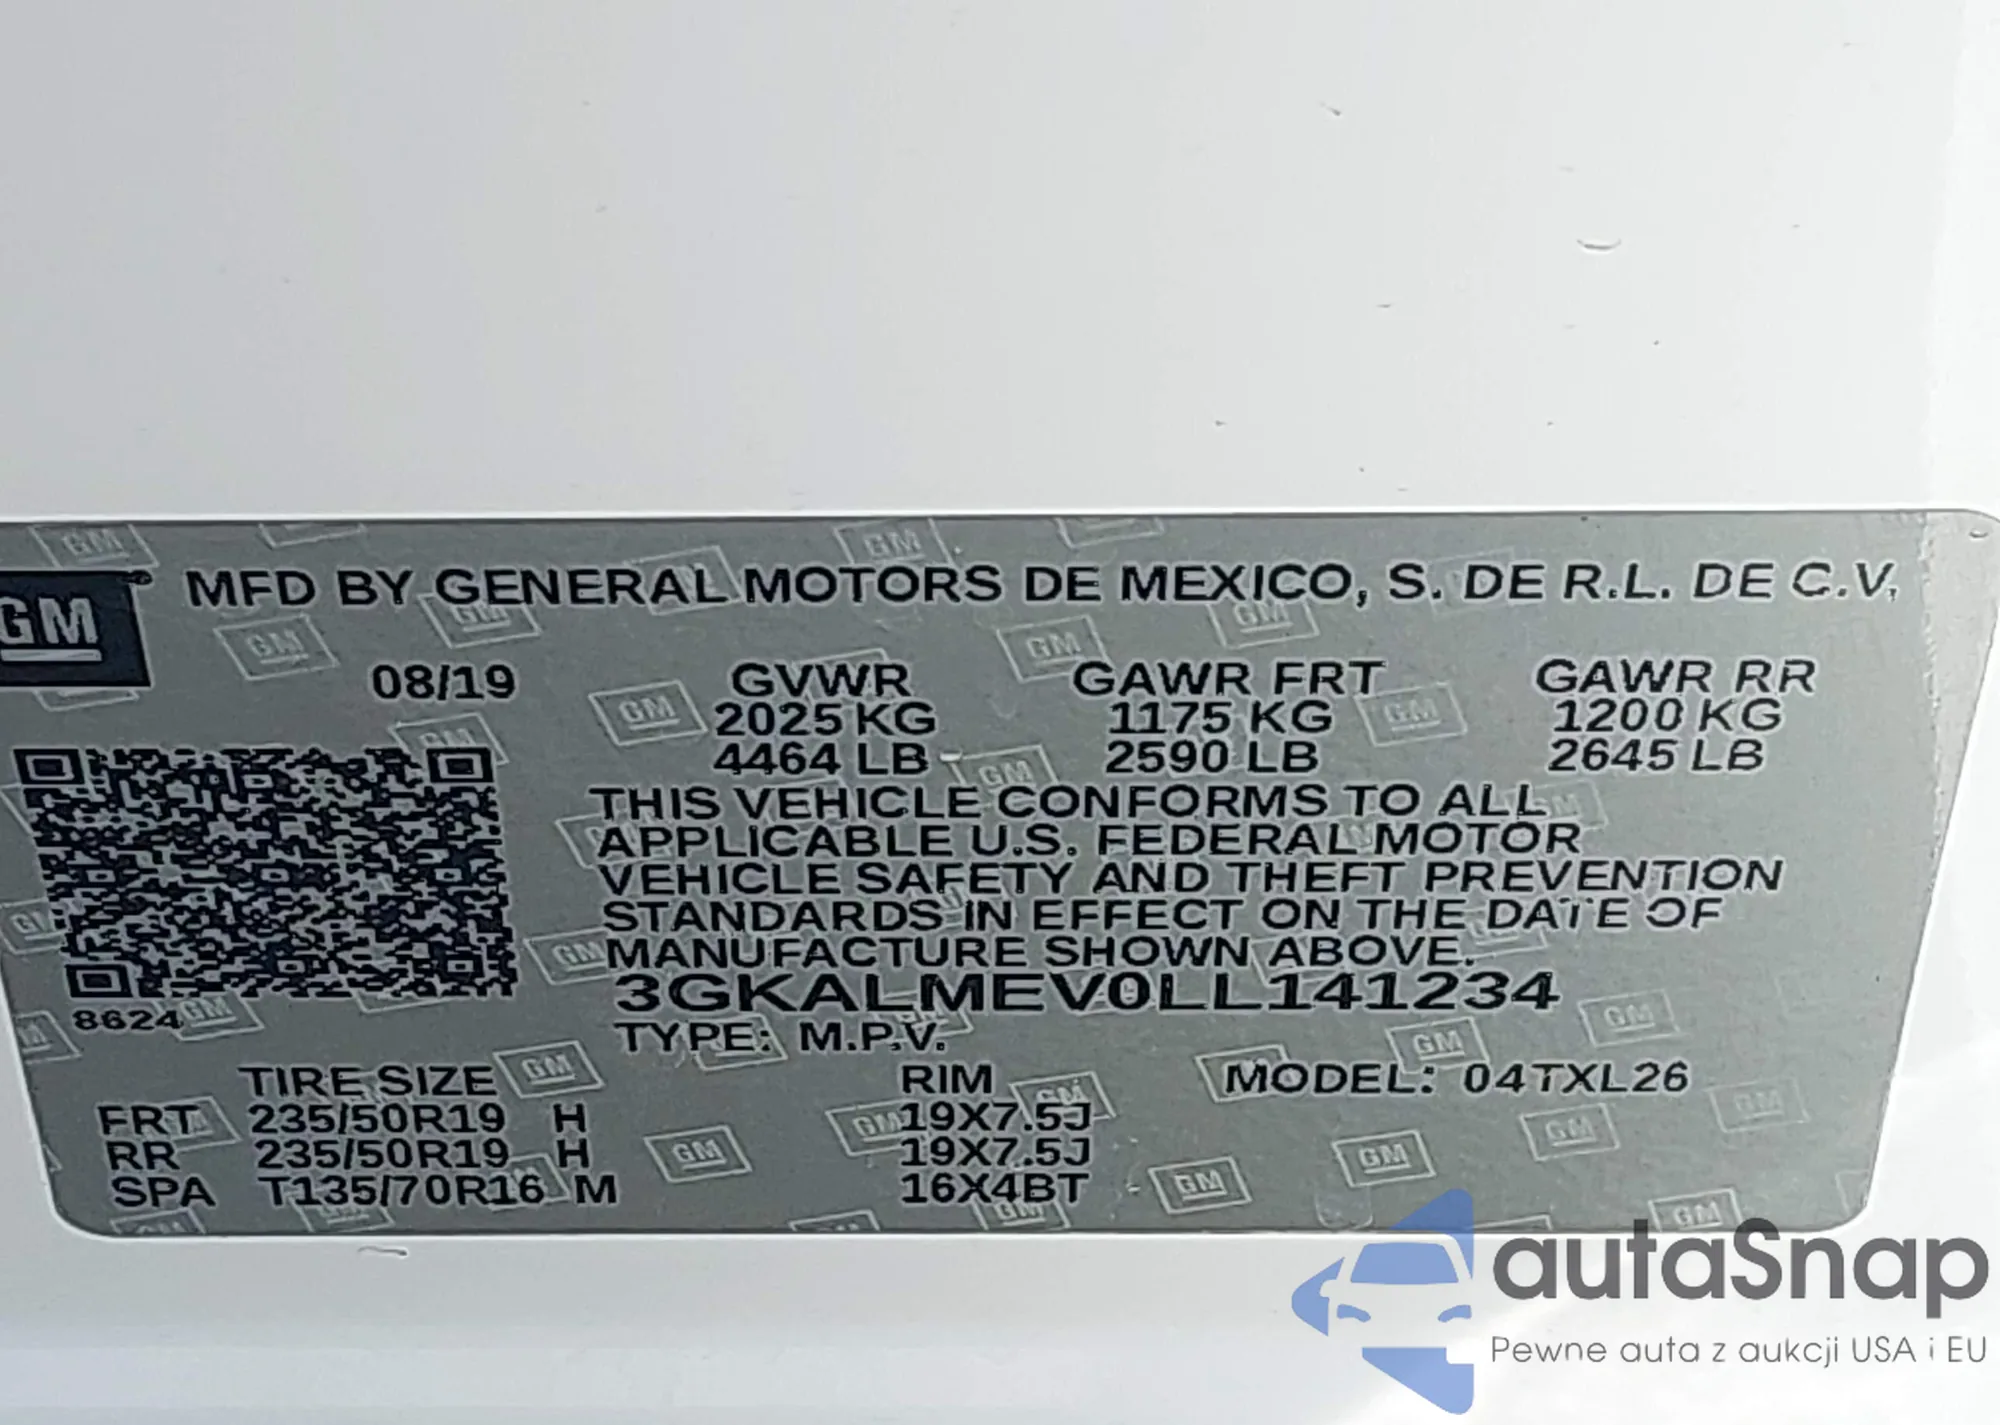 GM
MFD BY GENERAL MOTORS DE MEXICO, S. DE R.L. DE C.V.
08/19 GVWR GAWR FRT GAWR RR
2025 KG 1175 KG 1200 KG
4464 LB 2590 LB 2645 LB
THIS VEHICLE CONFORMS TO ALL
APPLICABLE U.S. FEDERAL MOTOR
VEHICLE SAFETY AND THEFT PREVENTION
STANDARDS IN EFFECT ON THE DATE OF
MANUFACTURE SHOWN ABOVE.
3GKALMEV0LL141234
8624
TYPE: M.P.V.
TIRE SIZE RIM MODEL: 04TXL26
FRT 235/50R19 H 19X7.5J
RR 235/50R19 H 19X7.5J
SPA T135/70R16 M 16X4BT
autaSnap
Pewne auta z aukcji USA i EU